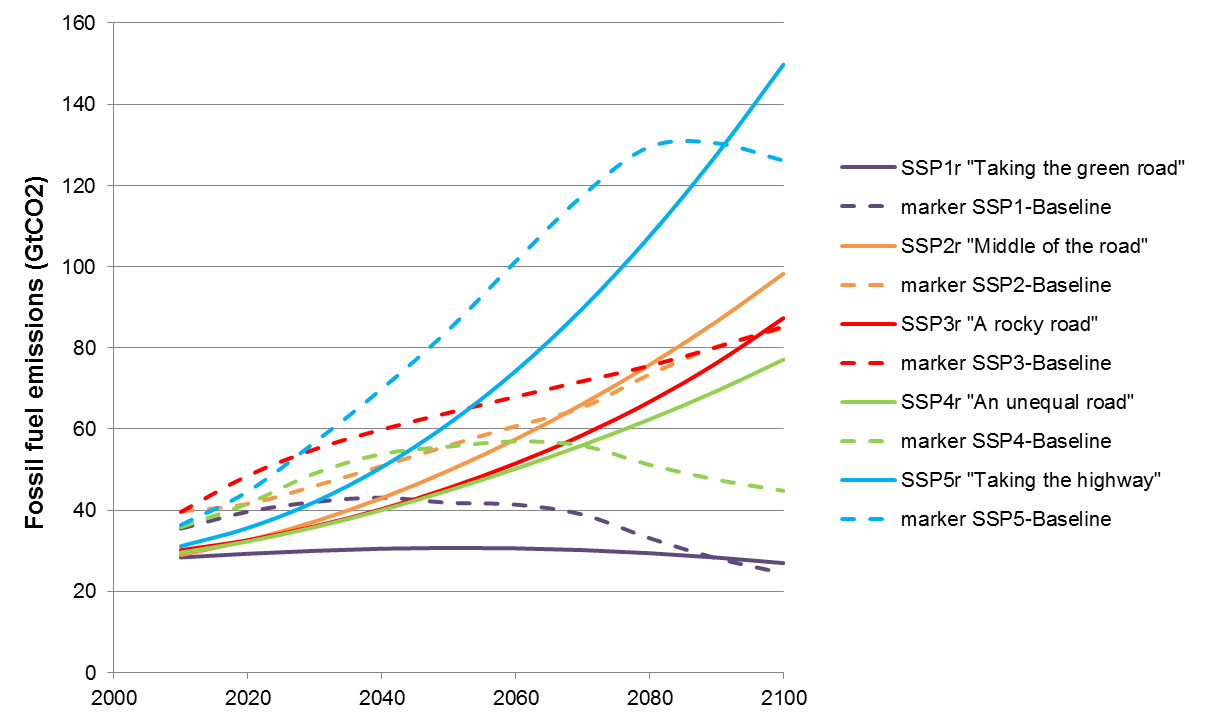 Fossil fuel emissions (GtCO2)
160
140
120
100
80
60
40
20
0
2000
2020
2040
2060
2080
2100
SSP1r "Taking the green road"
marker SSP1-Baseline
SSP2r "Middle of the road"
marker SSP2-Baseline
SSP3r "A rocky road"
marker SSP3-Baseline
SSP4r "An unequal road"
marker SSP4-Baseline
SSP5r "Taking the highway"
marker SSP5-Baseline